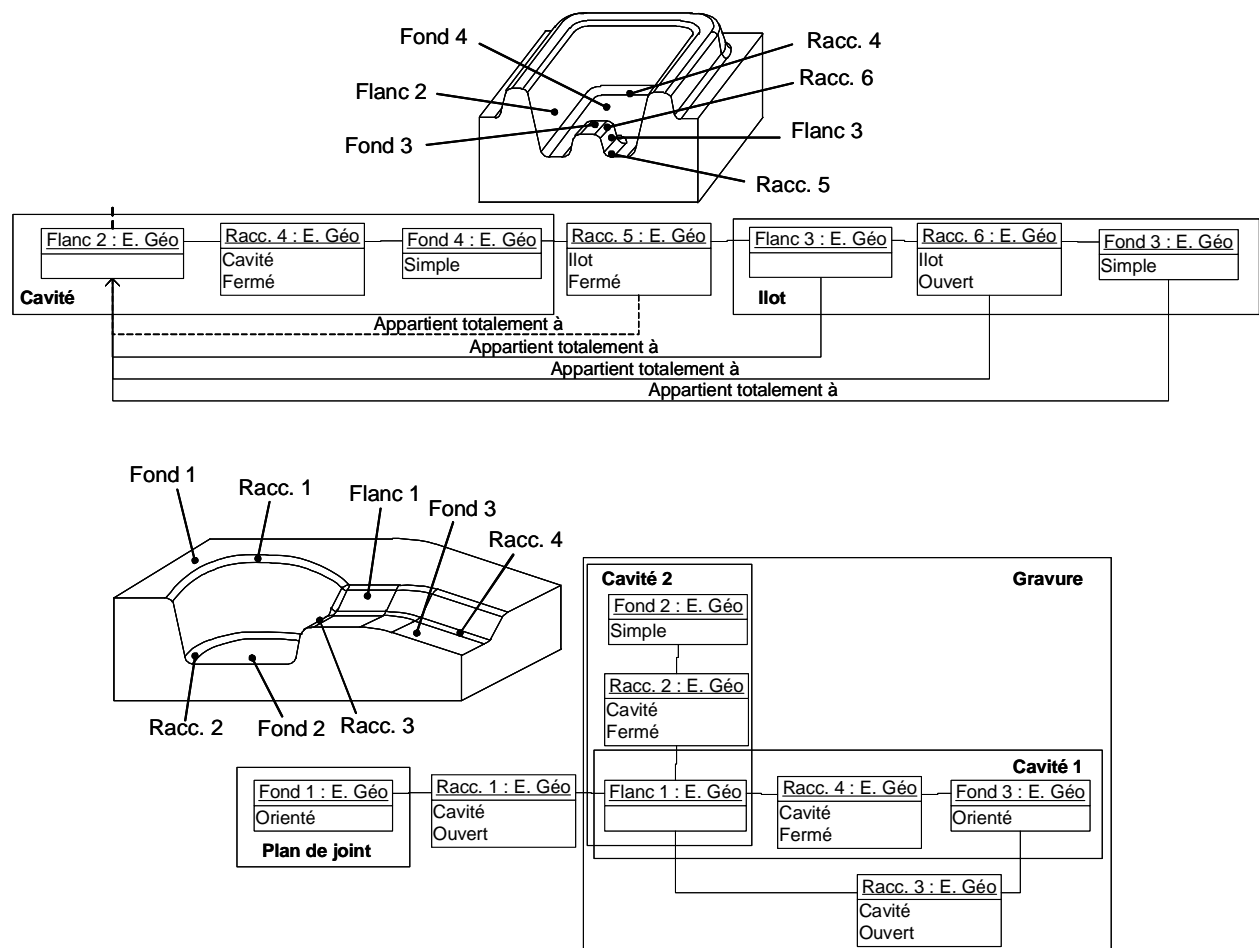 Fond 4
Racc. 4
Racc. 6
Flanc 2
Flanc 3
Fond 3
Racc. 5
Flanc 2 : E. Géo
Racc. 4 : E. Géo
Cavité
Fermé
Fond 4 : E. Géo
Simple
Racc. 5 : E. Géo
Ilot
Fermé
Flanc 3 : E. Géo
Racc. 6 : E. Géo
Ilot
Ouvert
Fond 3 : E. Géo
Simple
Cavité
Ilot
Appartient totalement à
Appartient totalement à
Appartient totalement à
Appartient totalement à
Fond 1
Racc. 1
Flanc 1
Fond 3
Racc. 4
Racc. 2
Fond 2
Racc. 3
Cavité 2
Gravure
Fond 2 : E. Géo
Simple
Racc. 2 : E. Géo
Cavité
Fermé
Cavité 1
Fond 1 : E. Géo
Orienté
Plan de joint
Racc. 1 : E. Géo
Cavité
Ouvert
Flanc 1 : E. Géo
Racc. 4 : E. Géo
Cavité
Fermé
Fond 3 : E. Géo
Orienté
Racc. 3 : E. Géo
Cavité
Ouvert